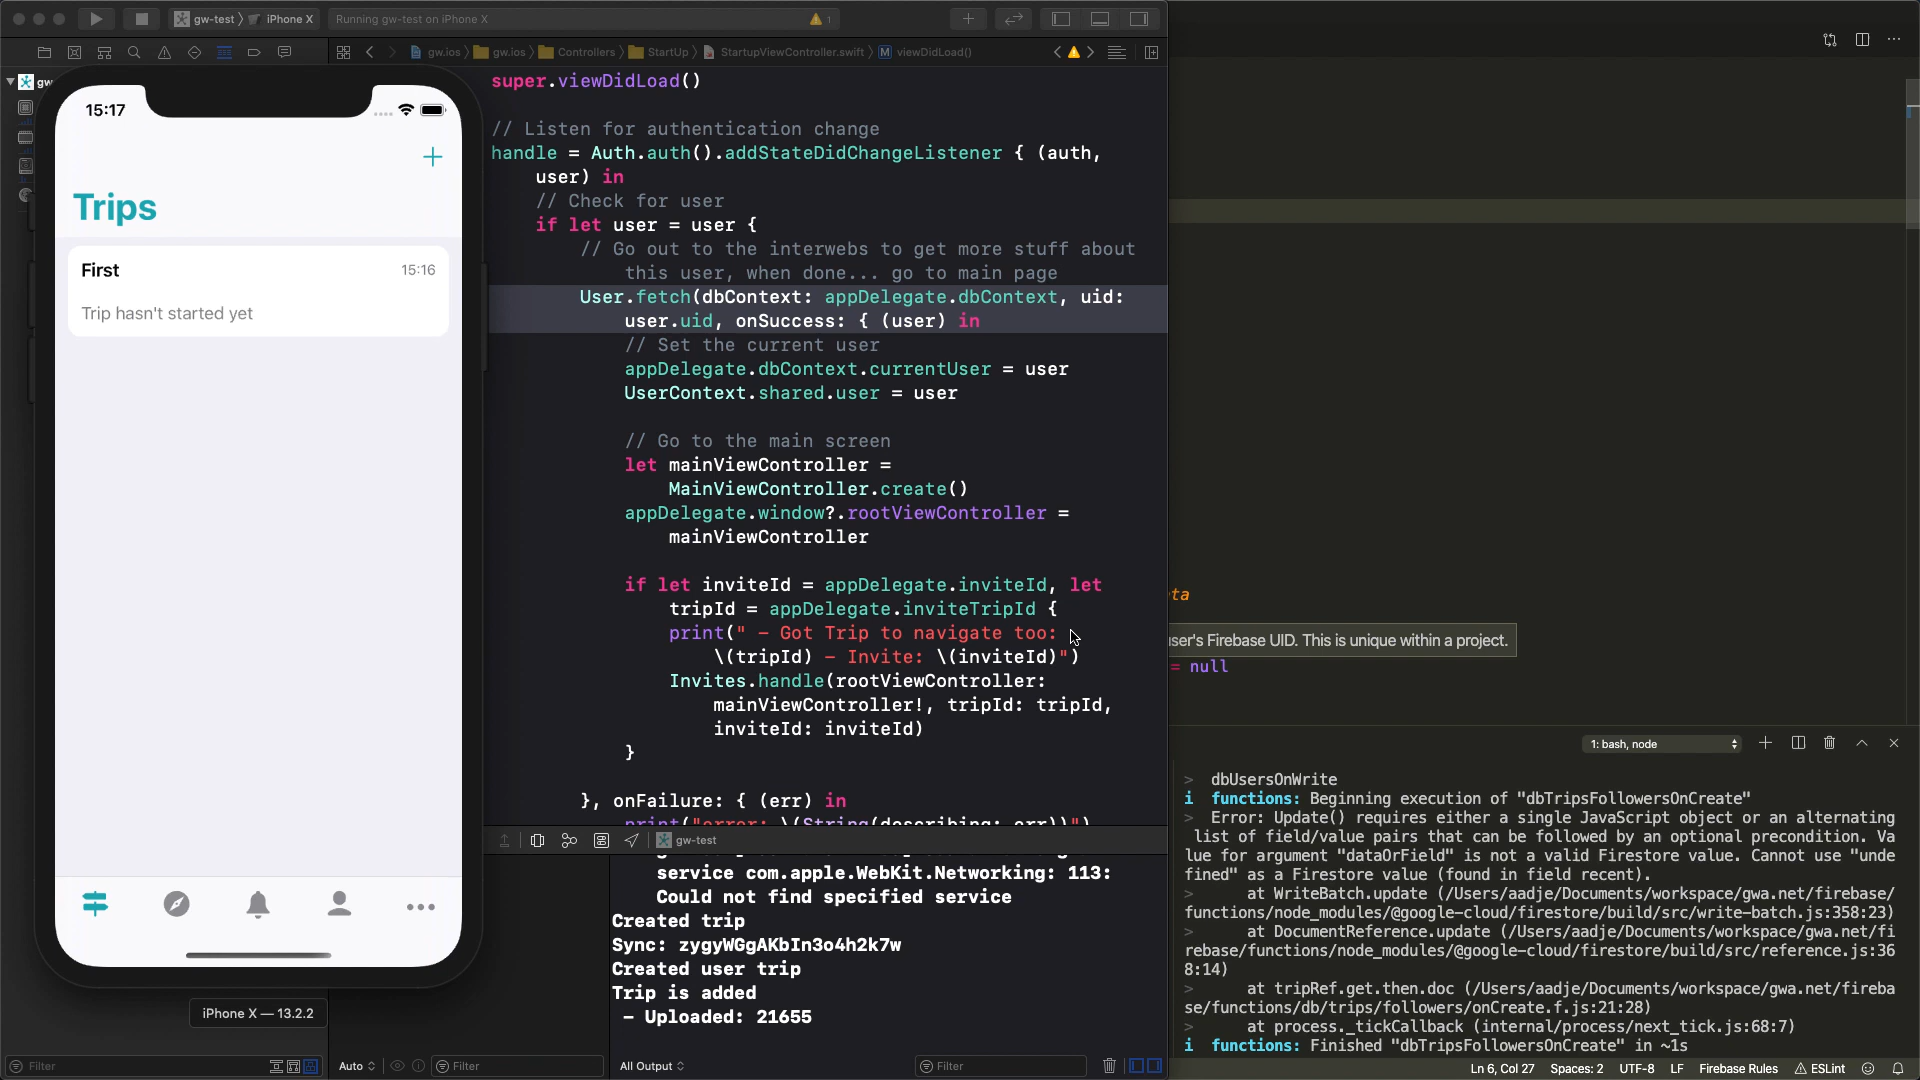 gw-test
iPhone X
Running gw-test on iPhone X
1
gw.ios
gw.ios
Controllers
StartUp
StartupViewController.swift
M
viewDidLoad()
gw
15:17
Trips
First
15:16
Trip hasn't started yet
iPhone X — 13.2.2
super.viewDidLoad()
// Listen for authentication change
handle = Auth.auth().addStateDidChangeListener { (auth,
user) in
// Check for user
if let user = user {
// Go out to the interwebs to get more stuff about
this user, when done... go to main page
User.fetch(dbContext: appDelegate.dbContext, uid:
user.uid, onSuccess: { (user) in
// Set the current user
appDelegate.dbContext.currentUser = user
UserContext.shared.user = user
// Go to the main screen
let mainViewController =
MainViewController.create()
appDelegate.window?.rootViewController =
mainViewController
if let inviteId = appDelegate.inviteId, let
tripId = appDelegate.inviteTripId {
print(" – Got Trip to navigate too:
\(tripId) – Invite: \(inviteId)")
Invites.handle(rootViewController:
mainViewController!, tripId: tripId,
inviteId: inviteId)
}
}, onFailure: { (err) in
print("error: \(String(describing: err))")
gw-test
service com.apple.WebKit.Networking: 113:
Could not find specified service
Created trip
Sync: zygyWGgAKbIn3o4h2k7w
Created user trip
Trip is added
– Uploaded: 21655
Filter
Auto
Filter
All Output
Filter
ta
ser's Firebase UID. This is unique within a project.
= null
1: bash, node
> dbUsersOnWrite
i functions: Beginning execution of "dbTripsFollowersOnCreate"
> Error: Update() requires either a single JavaScript object or an alternating
list of field/value pairs that can be followed by an optional precondition. Va
lue for argument "dataOrField" is not a valid Firestore value. Cannot use "unde
fined" as a Firestore value (found in field recent).
> at WriteBatch.update (/Users/aadje/Documents/workspace/gwa.net/firebase/
functions/node_modules/@google-cloud/firestore/build/src/write-batch.js:358:23)
> at DocumentReference.update (/Users/aadje/Documents/workspace/gwa.net/fi
rebase/functions/node_modules/@google-cloud/firestore/build/src/reference.js:36
8:14)
> at tripRef.get.then.doc (/Users/aadje/Documents/workspace/gwa.net/fireba
se/functions/db/trips/followers/onCreate.f.js:21:28)
> at process._tickCallback (internal/process/next_tick.js:68:7)
i functions: Finished "dbTripsFollowersOnCreate" in ~1s
Ln 6, Col 27
Spaces: 2
UTF-8
LF
Firebase Rules
ESLint